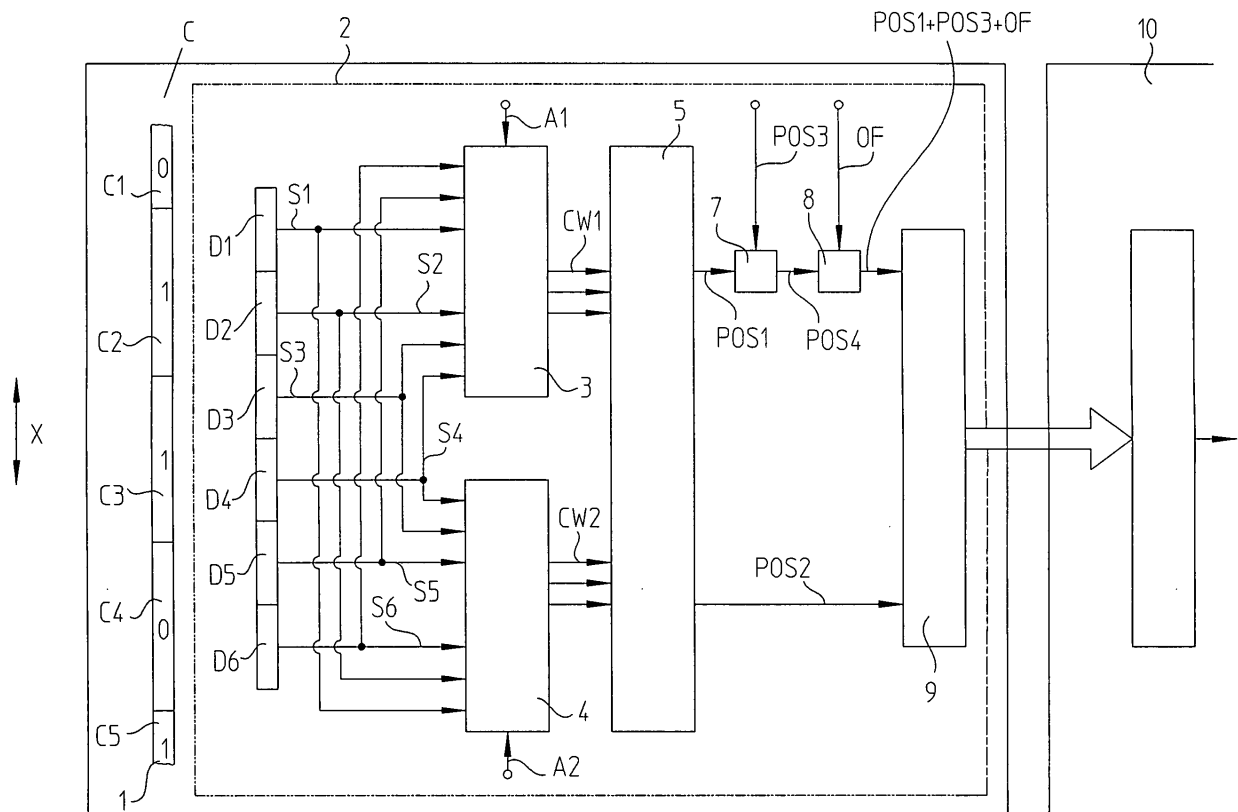 C
2
POS1+POS3+OF
10
A1
5
POS3
OF
0
C1
S1
D1
CW1
7
8
S2
1
D2
C2
POS1
POS4
S3
3
D3
X
S4
1
C3
D4
CW2
D5
S5
POS2
C4
0
S6
D6
9
4
C5
1
A2
1